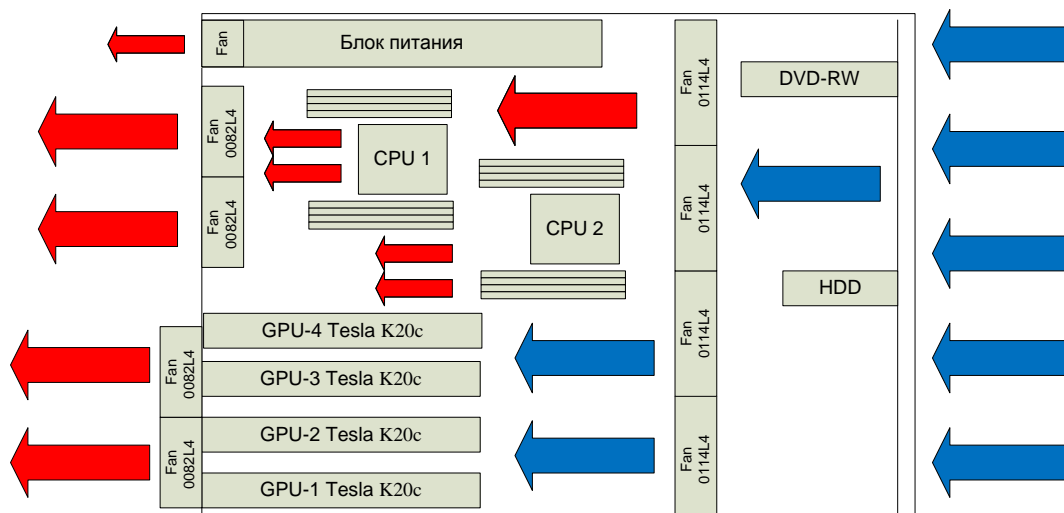 Fan
Блок питания
Fan
0114L4
DVD-RW
Fan
0082L4
CPU 1
Fan
0114L4
Fan
0082L4
CPU 2
HDD
Fan
0114L4
GPU-4 Tesla K20c
Fan
0082L4
GPU-3 Tesla K20c
Fan
0114L4
GPU-2 Tesla K20c
Fan
0082L4
GPU-1 Tesla K20c